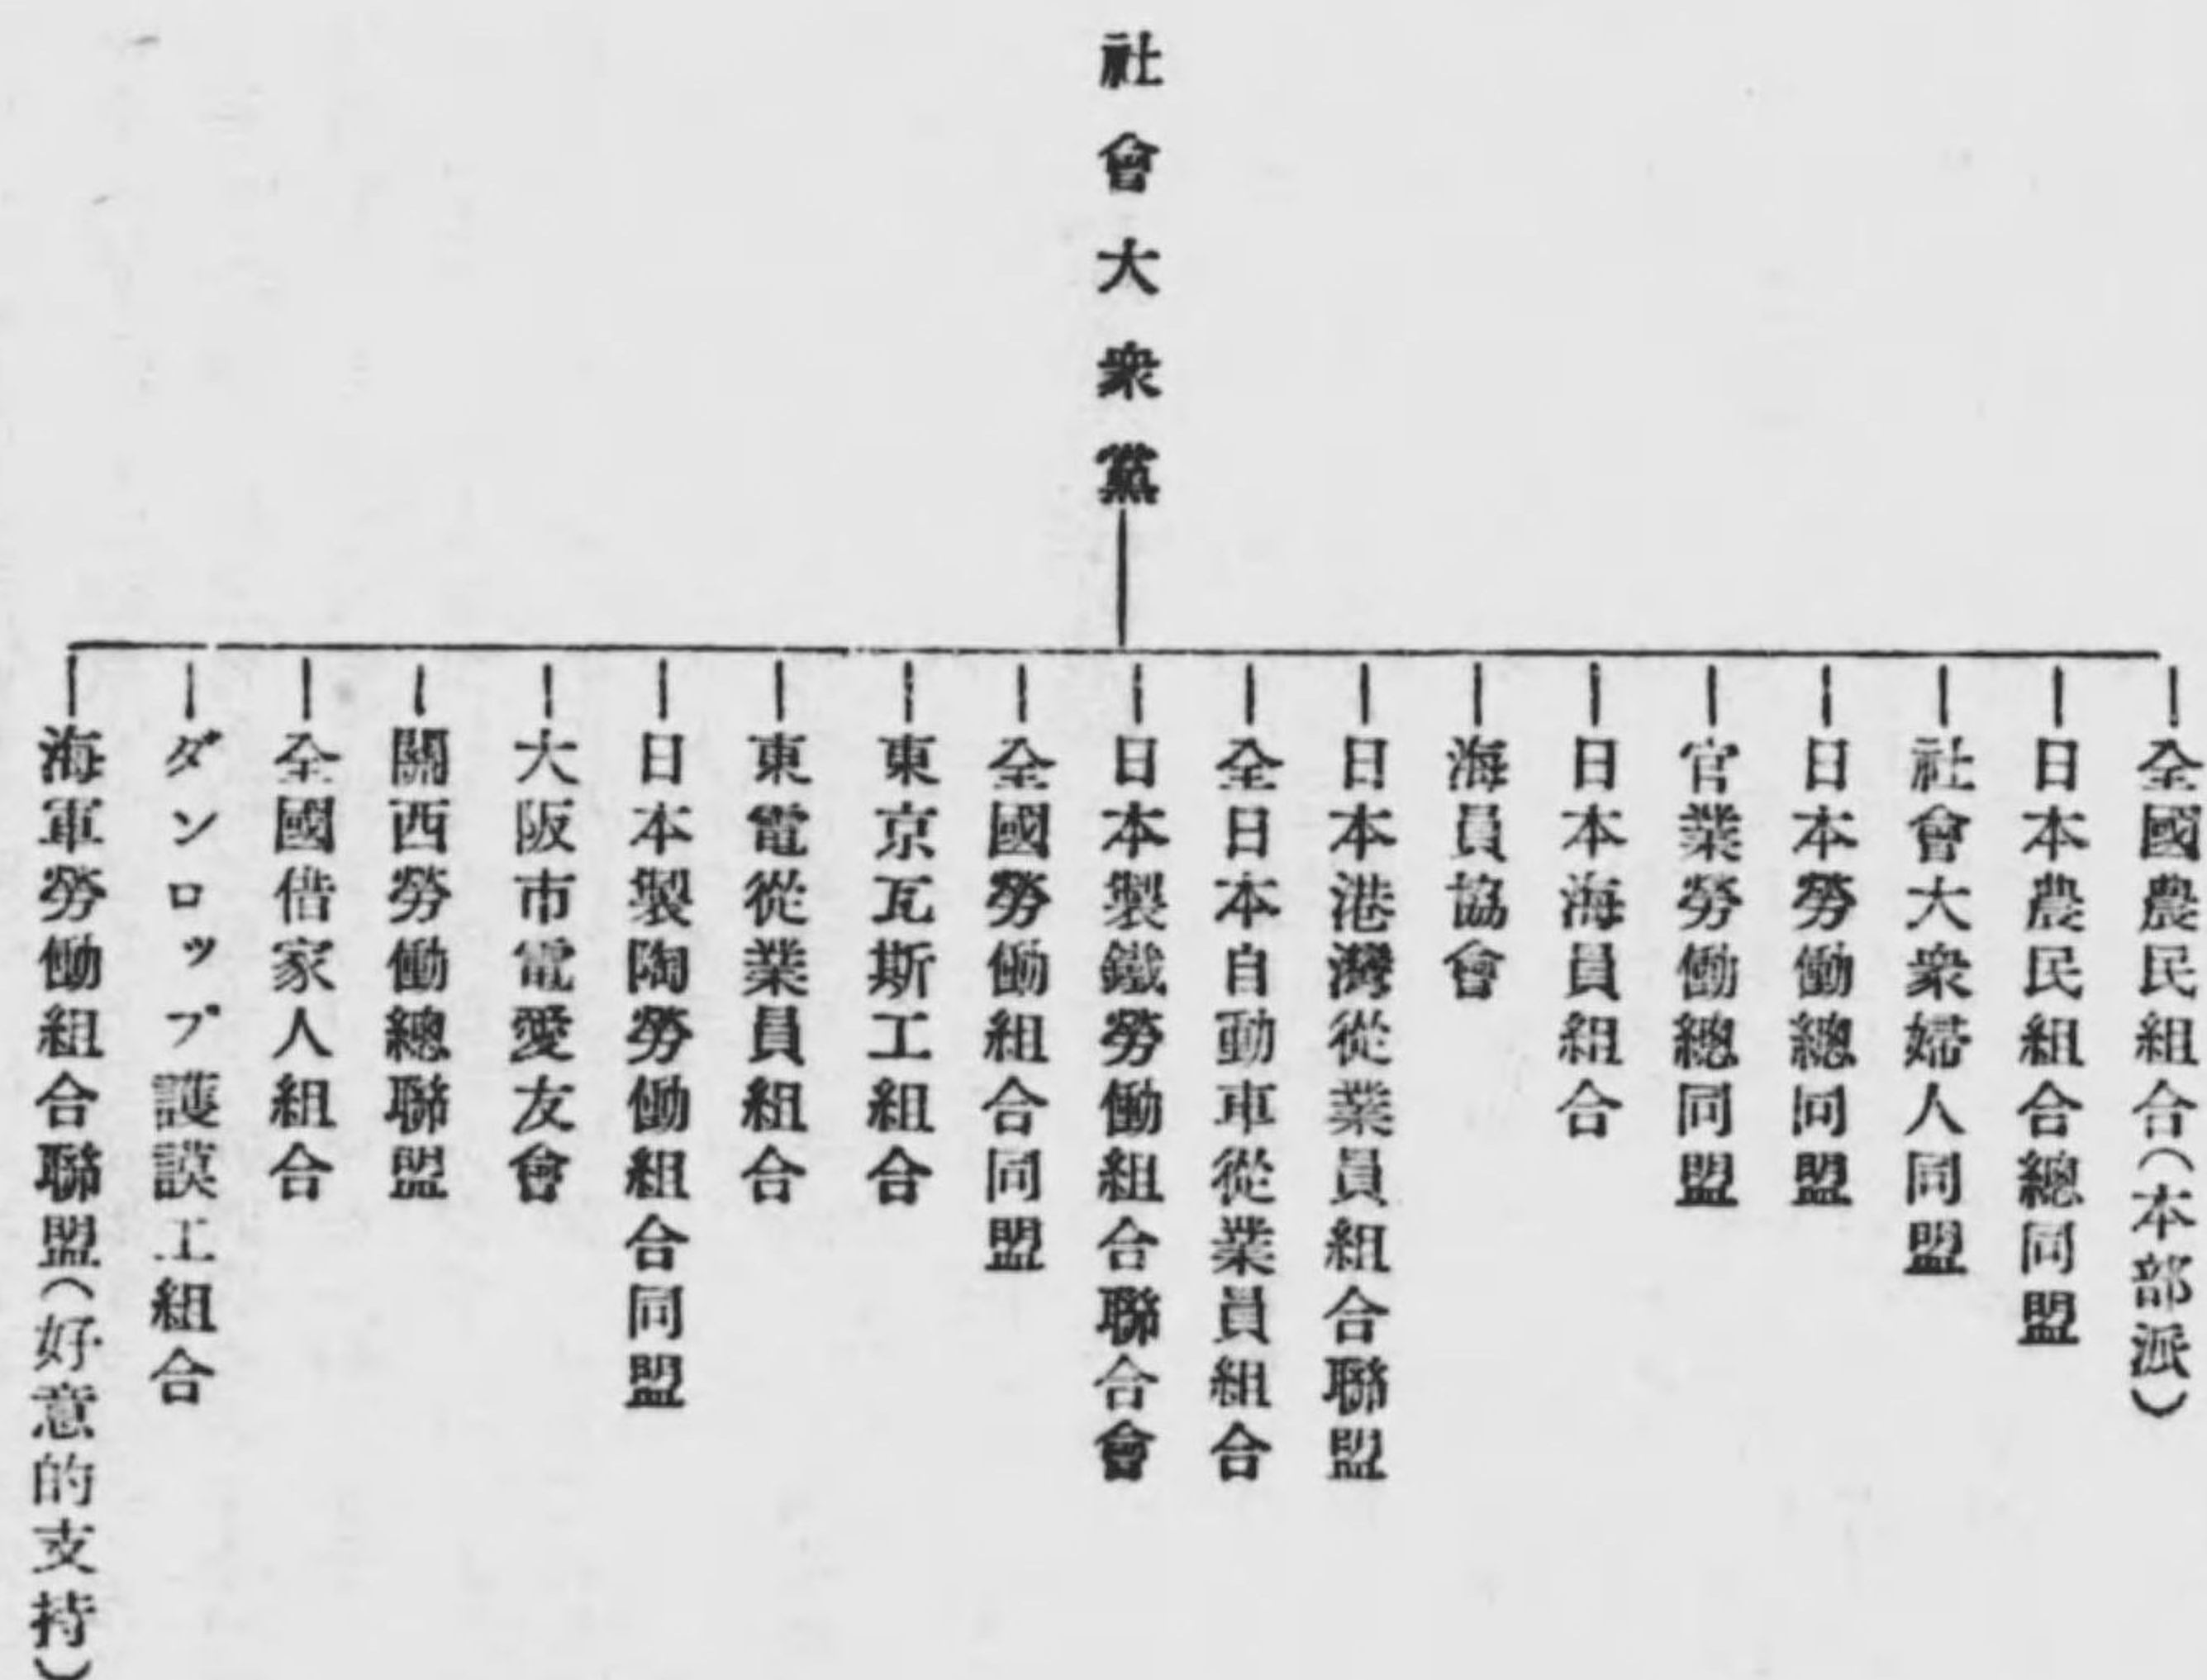 社會大衆黨
全國農民組合(本部派)
日本農民組合總同盟
社會大衆婦人同盟
日本勞働總同盟
官業勞働總同盟
日本海員組合
海員協會
日本港灣從業員組合聯盟
全日本自動車從業員組合
日本製鐵勞働組合聯合會
全國勞働組合同盟
東京瓦斯工組合
東電從業員組合
日本製陶勞働組合同盟
大阪市電愛友會
關西勞働總聯盟
全國借家人組合
ダンロップ護謨工組合
海軍勞働組合聯盟(好意的支持)